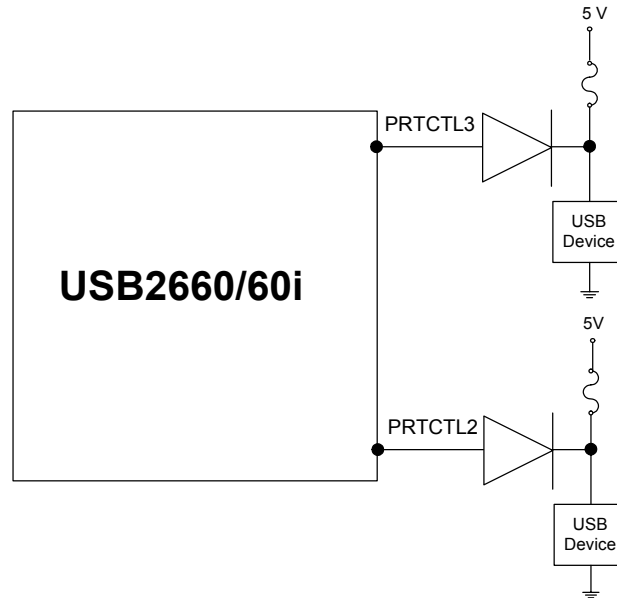 5 V
PRTCTL3
USB
Device
USB2660/60i
5V
PRTCTL2
USB
Device